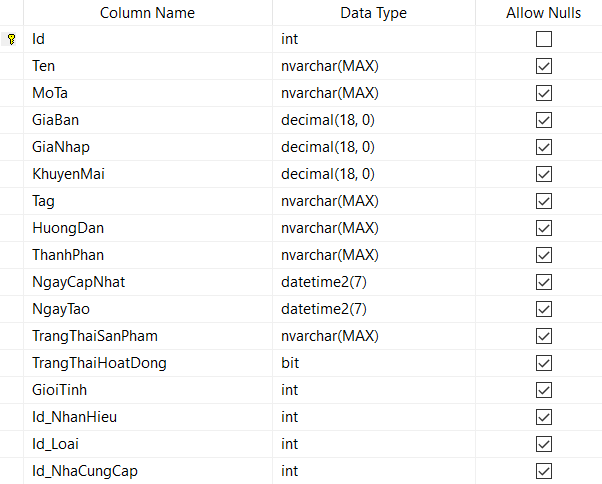 Column Name Data Type Allow Nulls
Id int
Ten nvarchar(MAX)
MoTa nvarchar(MAX)
GiaBan decimal(18, 0)
GiaNhap decimal(18, 0)
KhuyenMai decimal(18, 0)
Tag nvarchar(MAX)
HuongDan nvarchar(MAX)
ThanhPhan nvarchar(MAX)
NgayCapNhat datetime2(7)
NgayTao datetime2(7)
TrangThaiSanPham nvarchar(MAX)
TrangThaiHoatDong bit
GioiTinh int
Id_NhanHieu int
Id_Loai int
Id_NhaCungCap int